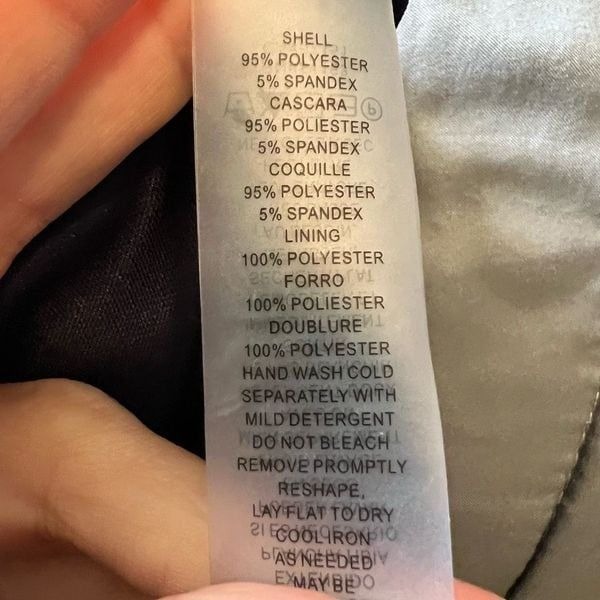 SHELL
95% POLYESTER
5% SPANDEX
CASCARA
95% POLIESTER
5% SPANDEX
COQUILLE
95% POLYESTER
5% SPANDEX
LINING
100% POLYESTER
FORRO
100% POLIESTER
DOUBLURE
100% POLYESTER
HAND WASH COLD
SEPARATELY WITH
MILD DETERGENT
DO NOT BLEACH
REMOVE PROMPTLY
RESHAPE,
LAY FLAT TO DRY
COOL IRON
AS NEEDED
MAY BE